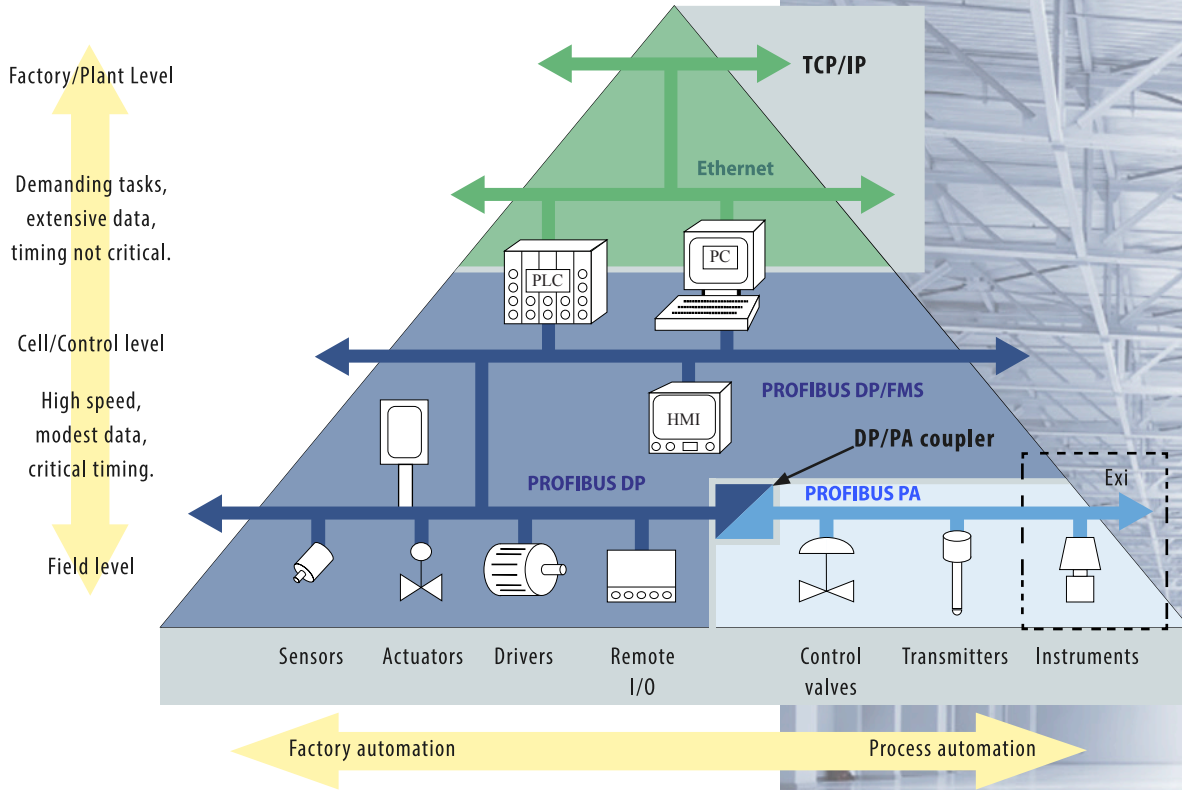 Factory/Plant Level
TCP/IP
Demanding tasks,
extensive data,
timing not critical.
Ethernet
PLC
PC
Cell/Control level
High speed,
modest data,
critical timing.
PROFIBUS DP/FMS
HMI
DP/PA coupler
PROFIBUS DP
PROFIBUS PA
Exi
Field level
Sensors
Actuators
Drivers
Remote
I/O
Control
valves
Transmitters
Instruments
Factory automation
Process automation